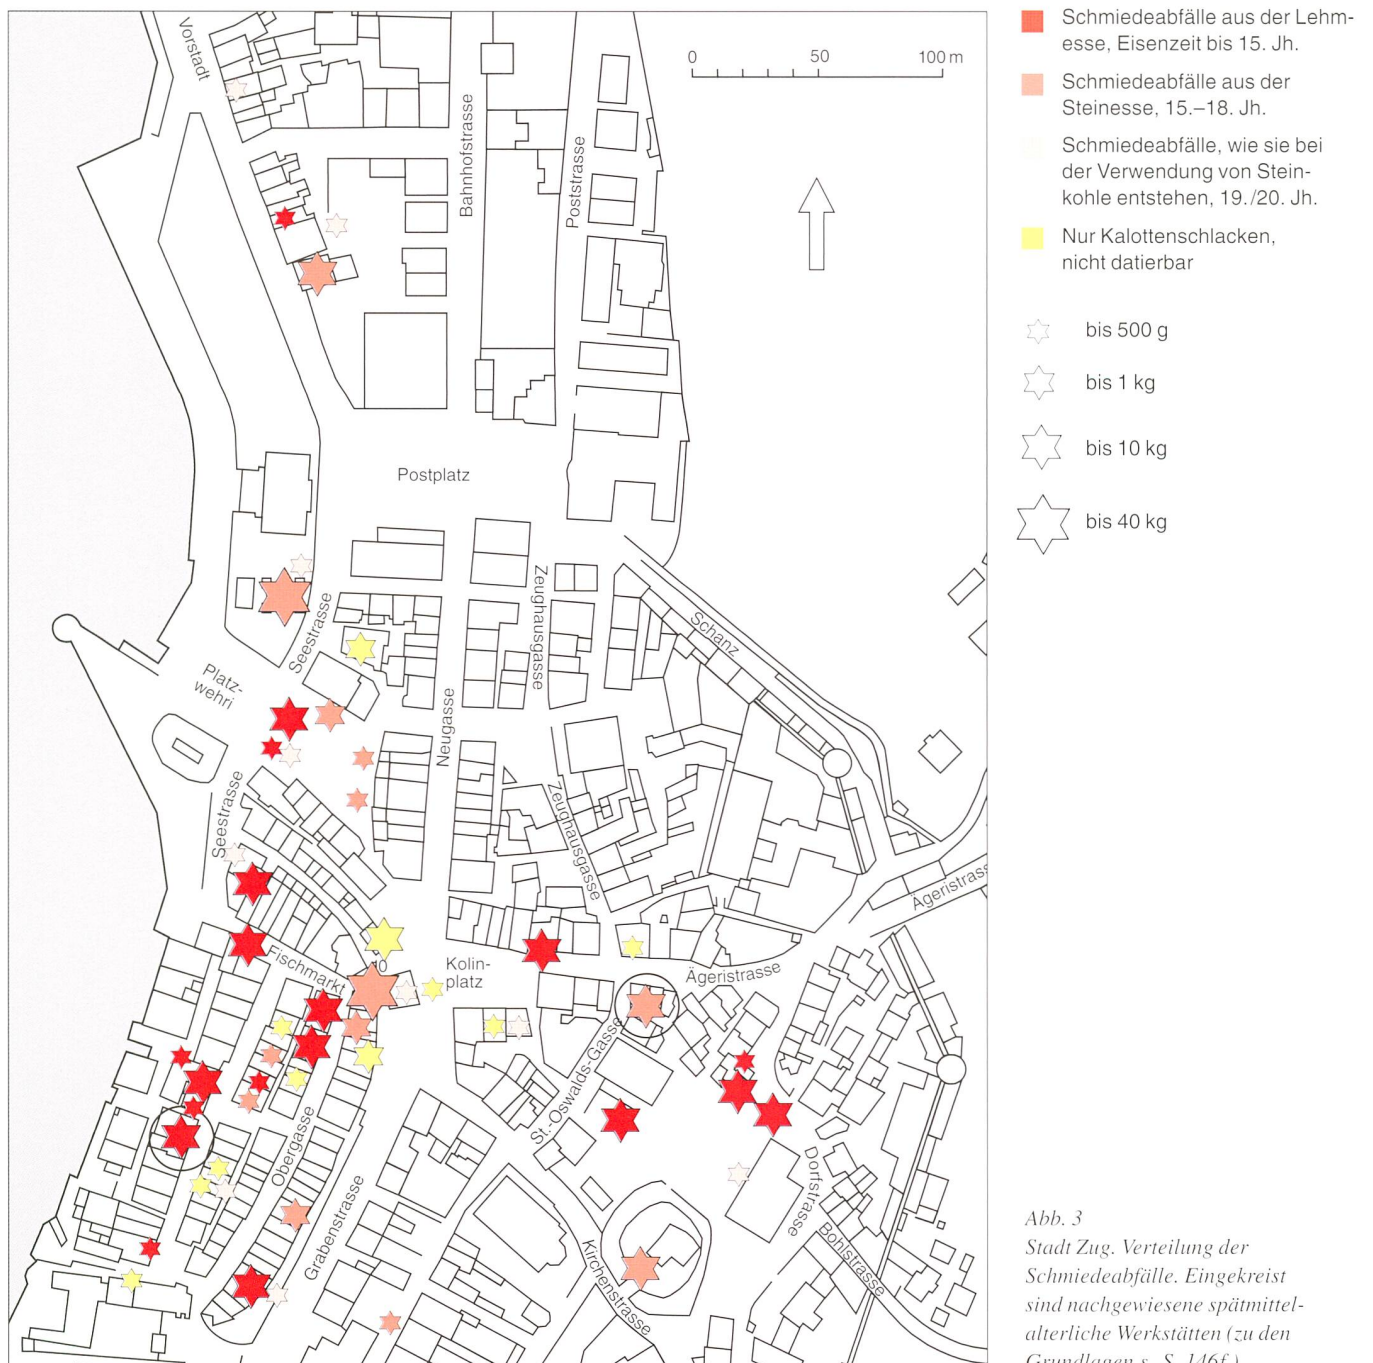 Vorstadt
Bahnhofstrasse
Poststrasse
0 50 100 m
Postplatz
Zeughausgasse
Schanz
Seestrasse
Platz-
wehri
Neugasse
Seestrasse
Zeughausgasse
Ägeristrass
Fischmarkt
Kolin-
platz
Ägeristrasse
St.-Oswalds-Gasse
Obergasse
Grabenstrasse
Kirchenstrasse
Dorfstrasse
Bohlstrasse
Schmiedeabfälle aus der Lehm-
esse, Eisenzeit bis 15. Jh.
Schmiedeabfälle aus der
Steinesse, 15.–18. Jh.
Schmiedeabfälle, wie sie bei
der Verwendung von Stein-
kohle entstehen, 19./20. Jh.
Nur Kalottenschlacken,
nicht datierbar
bis 500 g
bis 1 kg
bis 10 kg
bis 40 kg
Abb. 3
Stadt Zug. Verteilung der
Schmiedeabfälle. Eingekreist
sind nachgewiesene spätmittel-
alterliche Werkstätten (zu den
Grundlagen s. S. 146f.)